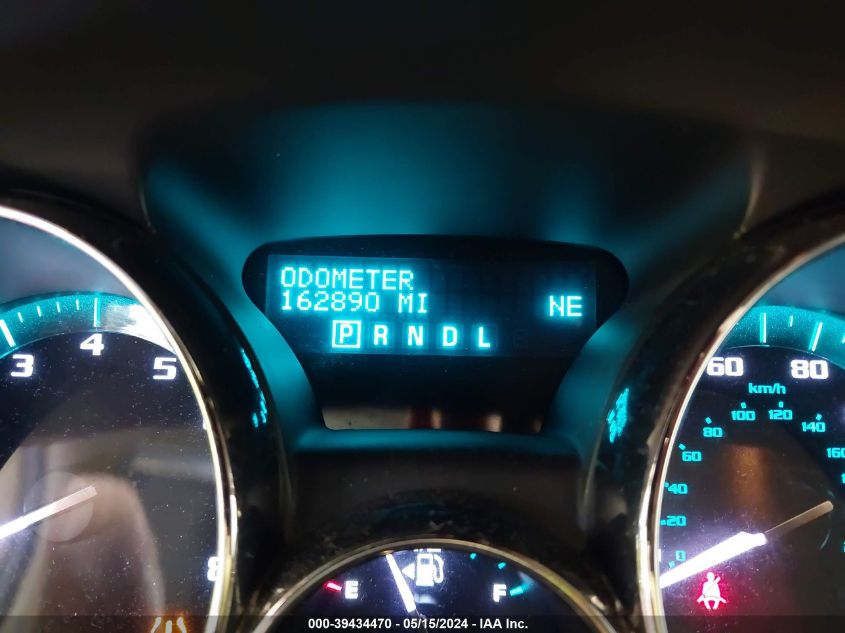 ODOMETER
162890 MI NE
P R N D L
3 4 5
8
60 80
km/h
0 20 40 60 80 100 120 140
E F
000-39434470 - 05/15/2024 - IAA Inc.